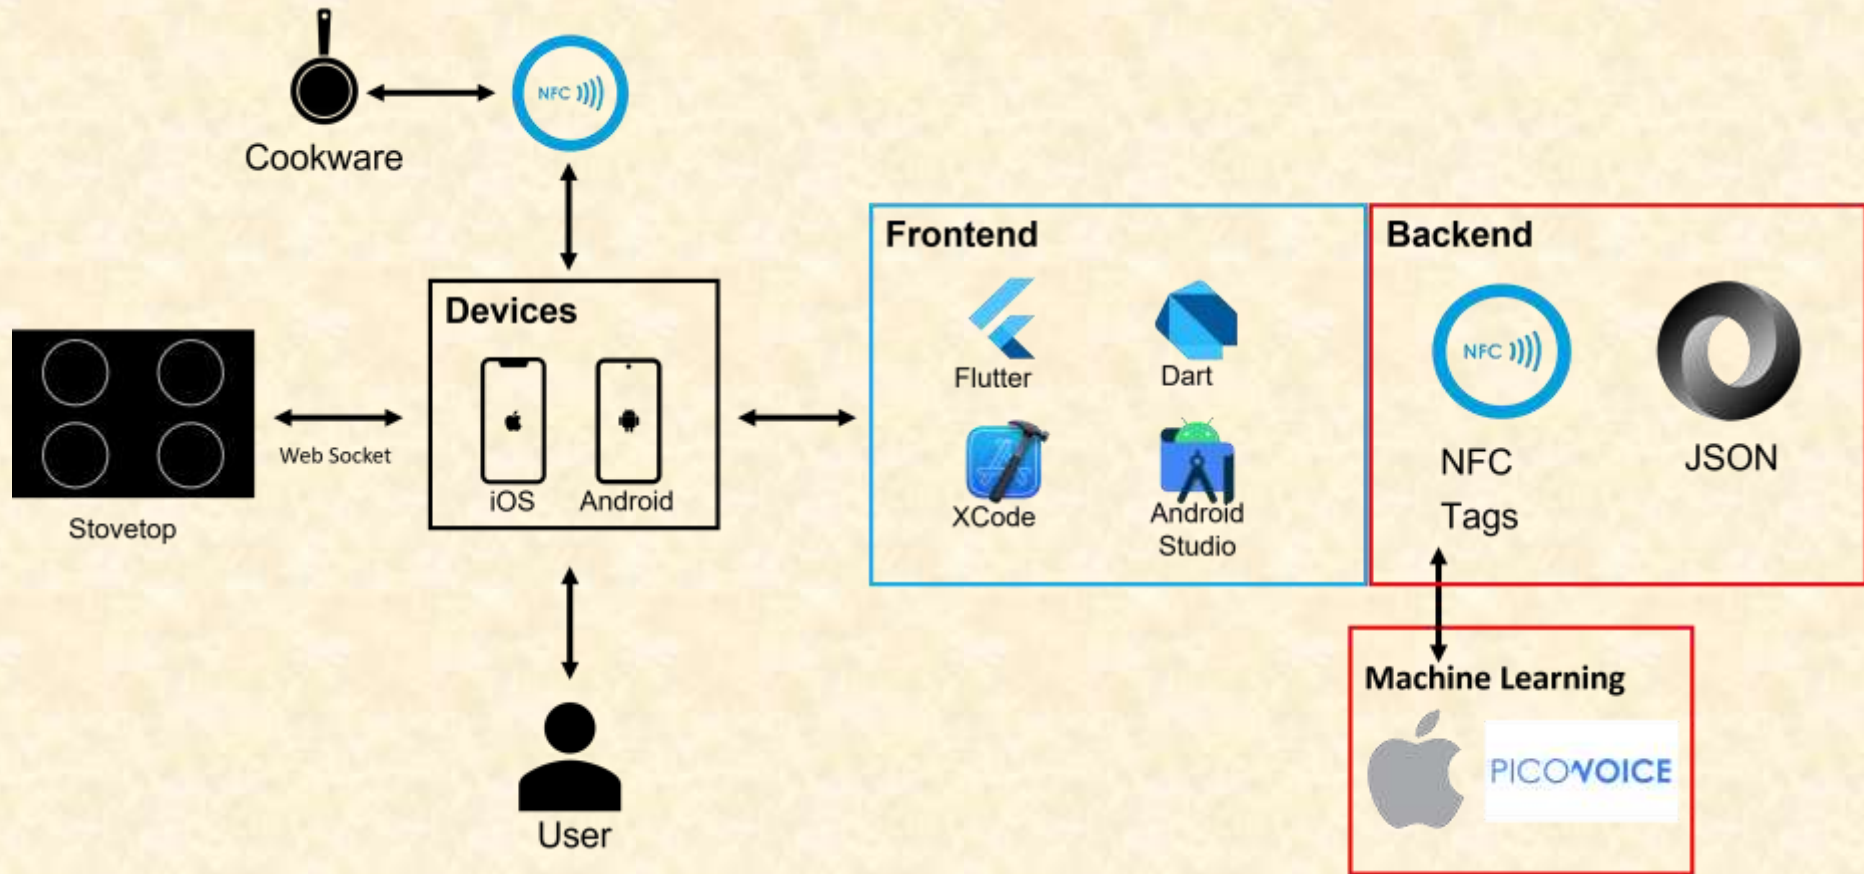 NFC
Cookware
Frontend
Backend
Devices
NFC
Flutter
Dart
Web Socket
NFC
Tags
JSON
iOS
Android
XCode
Android
Studio
Stovetop
Machine Learning
PICOVOICE
User